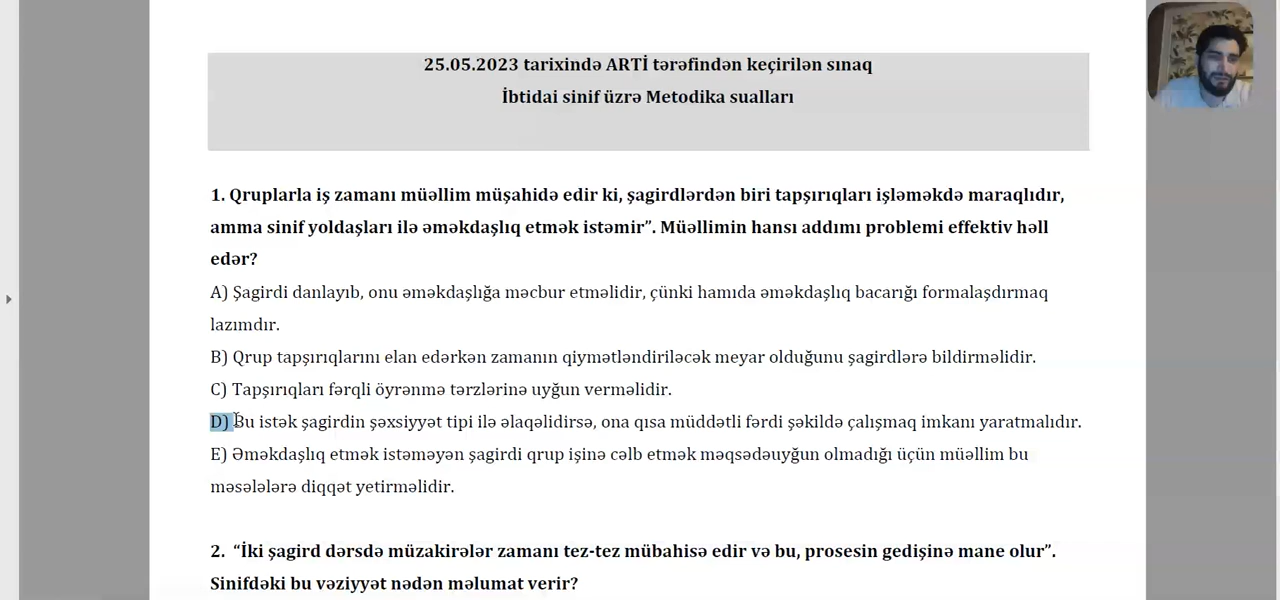 25.05.2023 tarixində ARTİ tərəfindən keçirilən sınaq
İbtidai sinif üzrə Metodika sualları
1. Qruplarla iş zamanı müəllim müşahidə edir ki, şagirdlərdən biri tapşırıqları işləməkdə maraqlıdır,
amma sinif yoldaşları ilə əməkdaşlıq etmək istəmir”. Müəllimin hansı addımı problemi effektiv həll
edər?
A) Şagirdi danlayıb, onu əməkdaşlığa məcbur etməlidir, çünki hamıda əməkdaşlıq bacarığı formalaşdırmaq
lazımdır.
B) Qrup tapşırıqlarını elan edərkən zamanın qiymətləndiriləcək meyar olduğunu şagirdlərə bildirməlidir.
C) Tapşırıqları fərqli öyrənmə tərzlərinə uyğun verməlidir.
D) Bu istək şagirdin şəxsiyyət tipi ilə əlaqəlidirsə, ona qısa müddətli fərdi şəkildə çalışmaq imkanı yaratmalıdır.
E) Əməkdaşlıq etmək istəməyən şagirdi qrup işinə cəlb etmək məqsədəuyğun olmadığı üçün müəllim bu
məsələlərə diqqət yetirməlidir.
2. “İki şagird dərsdə müzakirələr zamanı tez-tez mübahisə edir və bu, prosesin gedişinə mane olur”.
Sinifdəki bu vəziyyət nədən məlumat verir?